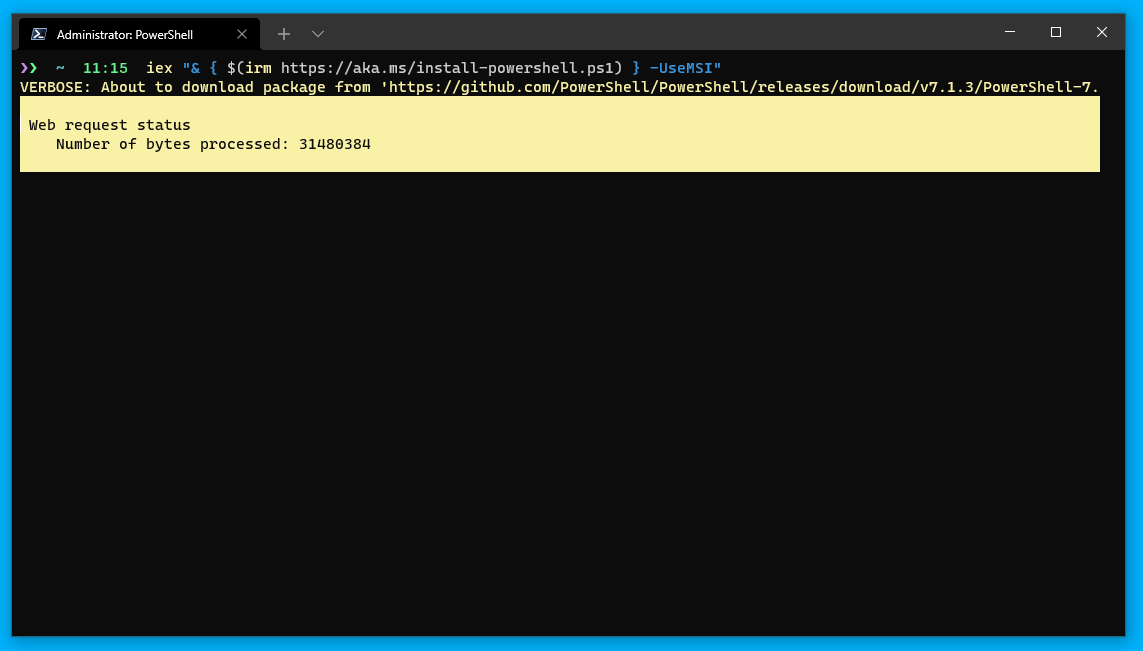 Administrator: PowerShell
❯❯ ~ 11:15 iex "& { $(irm https://aka.ms/install-powershell.ps1) } -UseMSI"
VERBOSE: About to download package from 'https://github.com/PowerShell/PowerShell/releases/download/v7.1.3/PowerShell-7.
Web request status
Number of bytes processed: 31480384